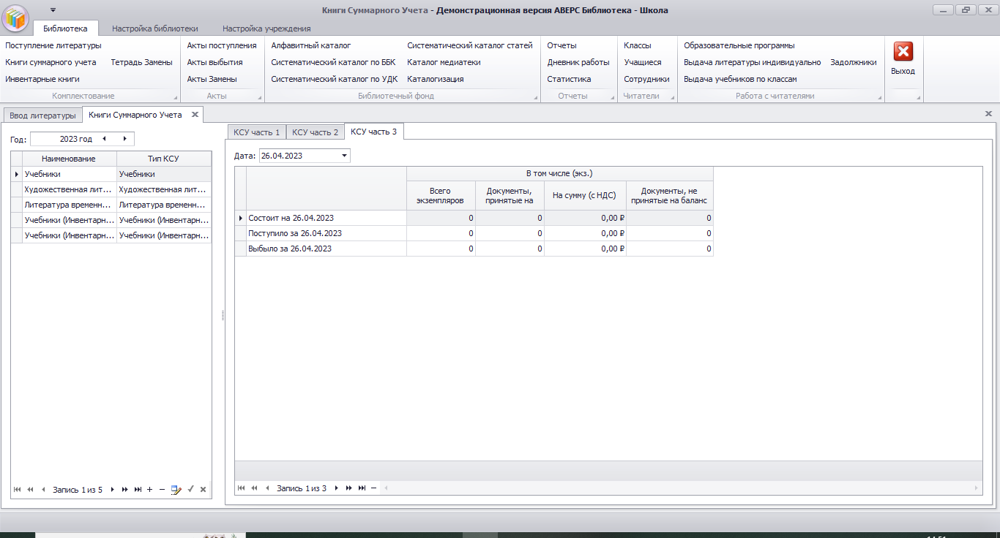 Книги Суммарного Учета - Демонстрационная версия АВЕРС Библиотека - Школа
Библиотека Настройка библиотеки Настройка учреждения
Поступление литературы
Книги суммарного учета Тетрадь Замены
Инвентарные книги
Комплектование
Акты поступления
Акты выбытия
Акты Замены
Акты
Алфавитный каталог Систематический каталог статей
Систематический каталог по ББК Каталог медиатеки
Систематический каталог по УДК Каталогизация
Библиотечный фонд
Отчеты
Дневник работы
Статистика
Отчеты
Классы
Учащиеся
Сотрудники
Читатели
Образовательные программы
Выдача литературы индивидуально Задолжники
Выдача учебников по классам
Работа с читателями
Выход
Ввод литературы Книги Суммарного Учета
Год: 2023 год
Наименование Тип КСУ
Учебники Учебники
Художественная лит... Художественная лит...
Литература временн... Литература временн...
Учебники (Инвентарн... Учебники (Инвентарн...
Учебники (Инвентарн... Учебники (Инвентарн...
Запись 1 из 5
КСУ часть 1 КСУ часть 2 КСУ часть 3
Дата: 26.04.2023
В том числе (экз.)
Всего экземпляров Документы, принятые на На сумму (с НДС) Документы, не принятые на баланс
Состоит на 26.04.2023 0 0 0,00 ₽ 0
Поступило за 26.04.2023 0 0 0,00 ₽ 0
Выбыло за 26.04.2023 0 0 0,00 ₽ 0
Запись 1 из 3